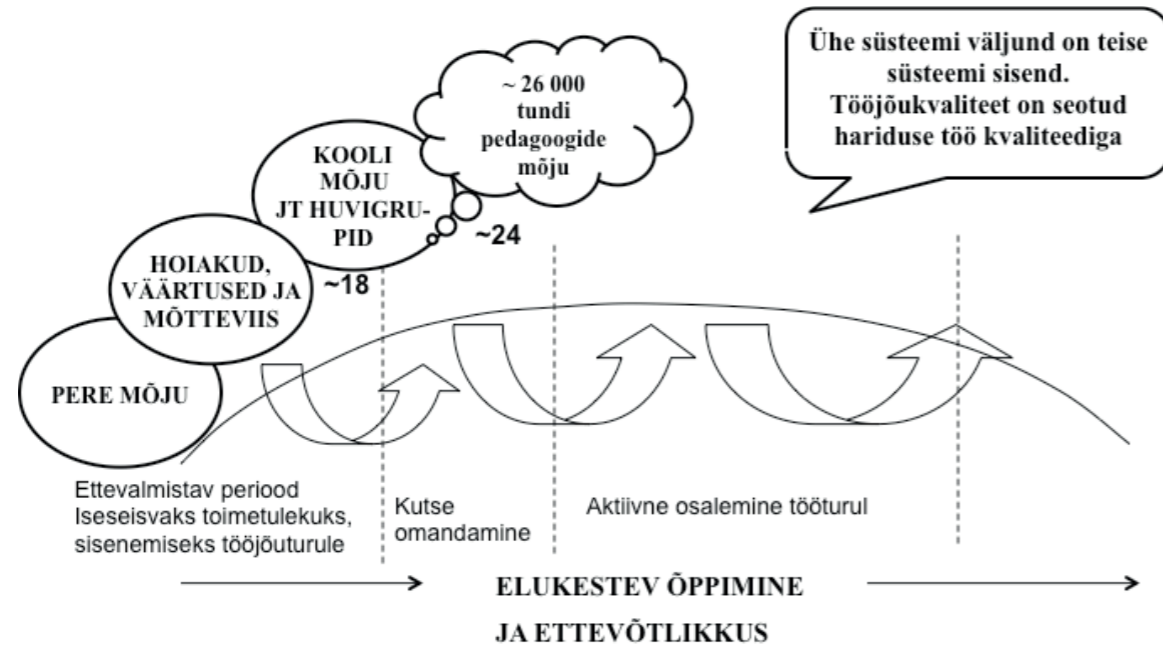 Ühe süsteemi väljund on teise
süsteemi sisend.
Tööjõukvaliteet on seotud
hariduse töö kvaliteediga
~ 26 000
tundi
pedagoogide
mõju
KOOLI
MÕJU
JT HUVIGRU-
PID
~24
HOIAKUD,
VÄÄRTUSED JA
MÕTTEVIIS
~18
PERE MÕJU
Ettevalmistav periood
Iseseisvaks toimetulekuks,
sisenemiseks tööjõuturule
Kutse
omandamine
Aktiivne osalemine tööturul
ELUKESTEV ÕPPIMINE
JA ETTEVÕTLIKKUS